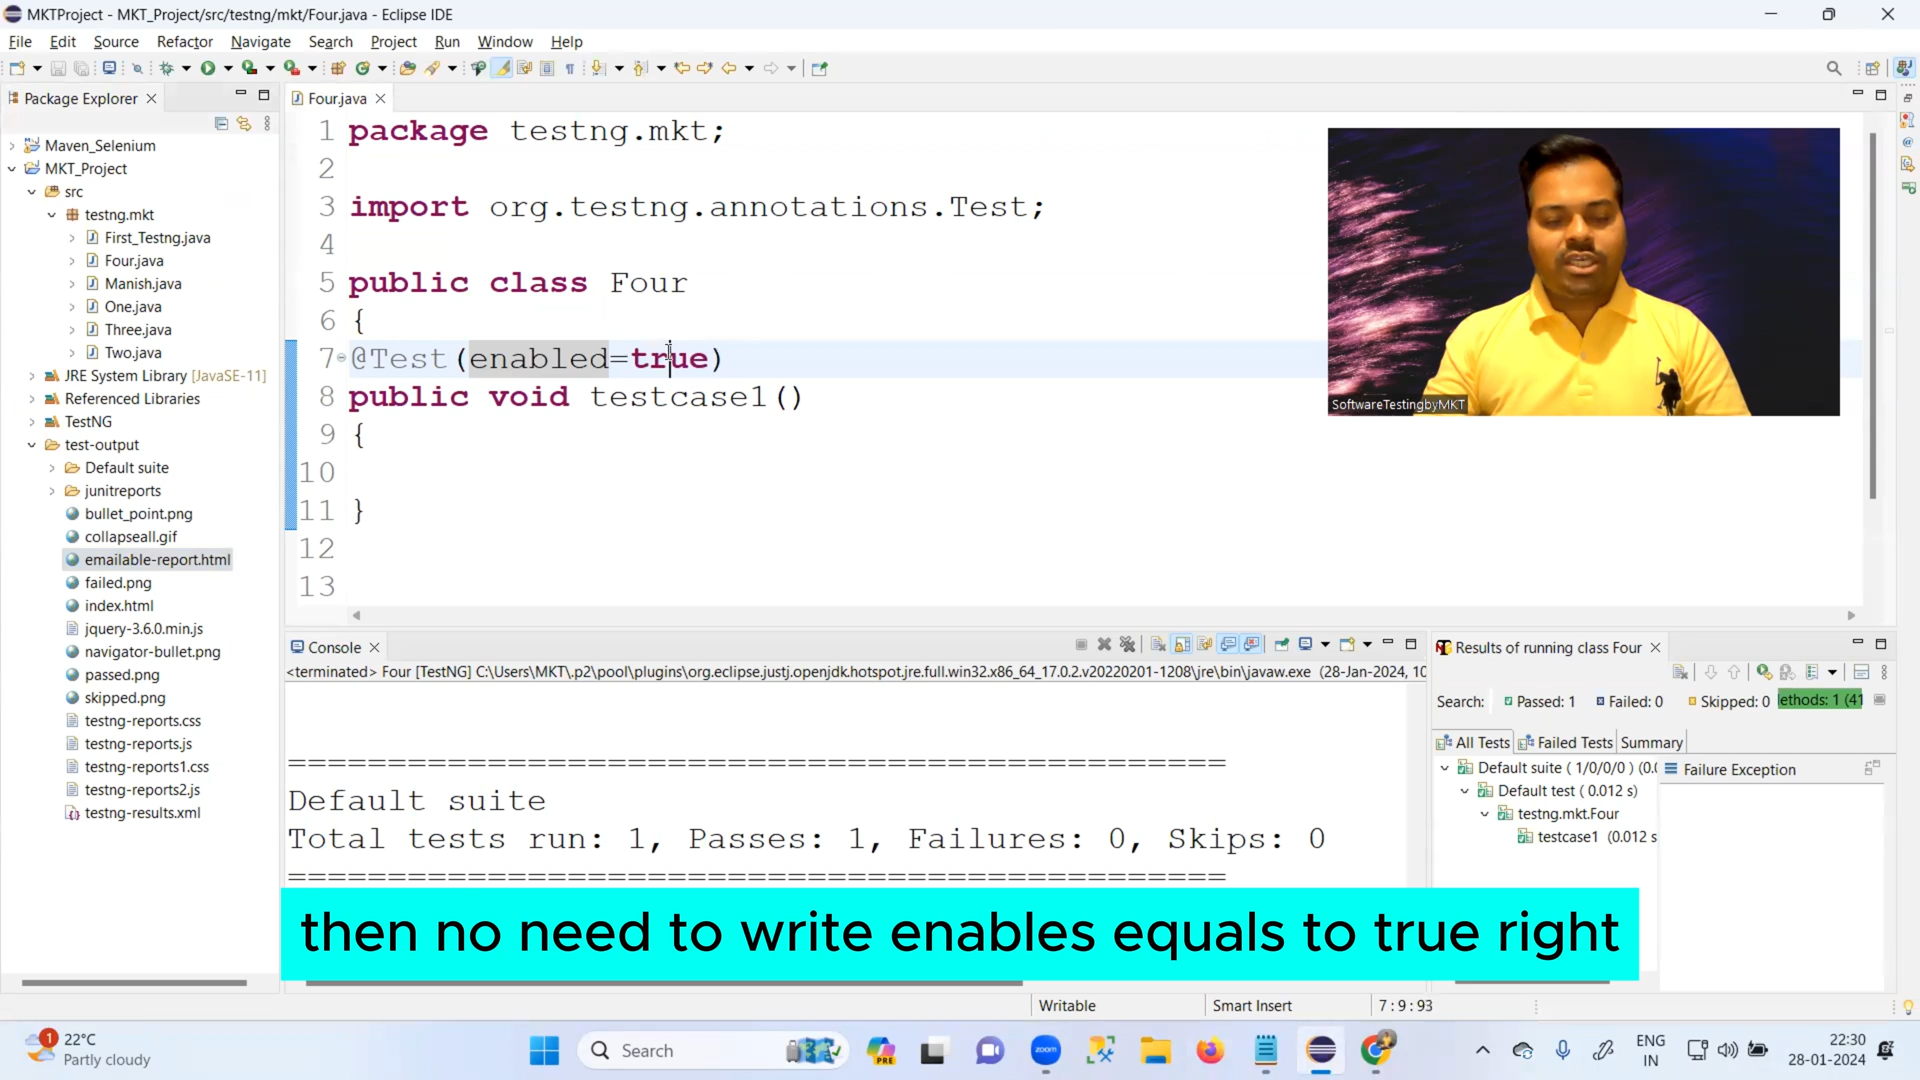 MKTProject - MKT_Project/src/testng/mkt/Four.java - Eclipse IDE
File Edit Source Refactor Navigate Search Project Run Window Help
Package Explorer
Four.java
Maven_Selenium
MKT_Project
src
testng.mkt
First_Testng.java
Four.java
Manish.java
One.java
Three.java
Two.java
JRE System Library [JavaSE-11]
Referenced Libraries
TestNG
test-output
Default suite
junitreports
bullet_point.png
collapseall.gif
emailable-report.html
failed.png
index.html
jquery-3.6.0.min.js
navigator-bullet.png
passed.png
skipped.png
testng-reports.css
testng-reports.js
testng-reports1.css
testng-reports2.js
testng-results.xml
1 package testng.mkt;
2
3 import org.testng.annotations.Test;
4
5 public class Four
6 {
7 @Test(enabled=true)
8 public void testcase1()
9 {
10
11 }
12
13
SoftwareTestingbyMKT
Console
<terminated> Four [TestNG] C:\Users\MKT\.p2\pool\plugins\org.eclipse.justj.openjdk.hotspot.jre.full.win32.x86_64_17.0.2.v20220201-1208\jre\bin\javaw.exe (28-Jan-2024, 10
===============================================
Default suite
Total tests run: 1, Passes: 1, Failures: 0, Skips: 0
===============================================
Results of running class Four
Search: Passed: 1 Failed: 0 Skipped: 0 ethods: 1 (41
All Tests Failed Tests Summary
Default suite ( 1/0/0/0 ) (0.0
Default test ( 0.012 s)
testng.mkt.Four
testcase1 (0.012 s
Failure Exception
then no need to write enables equals to true right
Writable Smart Insert 7 : 9 : 93
1
22°C
Partly cloudy
Search
PRE
zoom
ENG
IN
22:30
28-01-2024